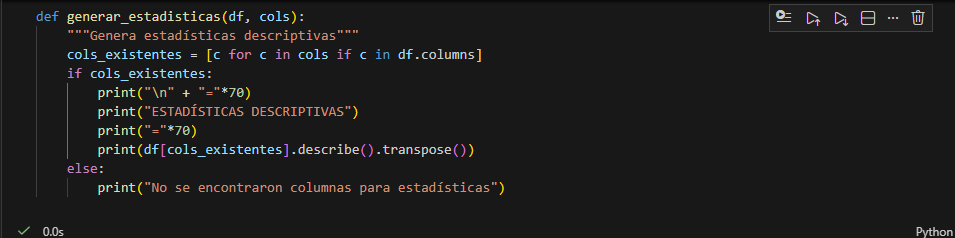 def generar_estadisticas(df, cols):
    """Genera estadísticas descriptivas"""
    cols_existentes = [c for c in cols if c in df.columns]
    if cols_existentes:
        print("\n" + "="*70)
        print("ESTADÍSTICAS DESCRIPTIVAS")
        print("="*70)
        print(df[cols_existentes].describe().transpose())
    else:
        print("No se encontraron columnas para estadísticas")
0.0s
Python